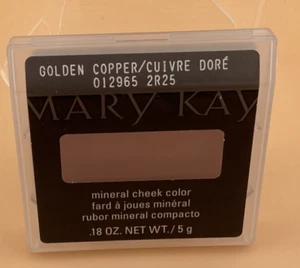 GOLDEN COPPER/CUIVRE DORÉ
012965 2R25
MARY KAY
mineral cheek color
fard à joues minéral
rubor mineral compacto
.18 OZ. NET WT./5 g